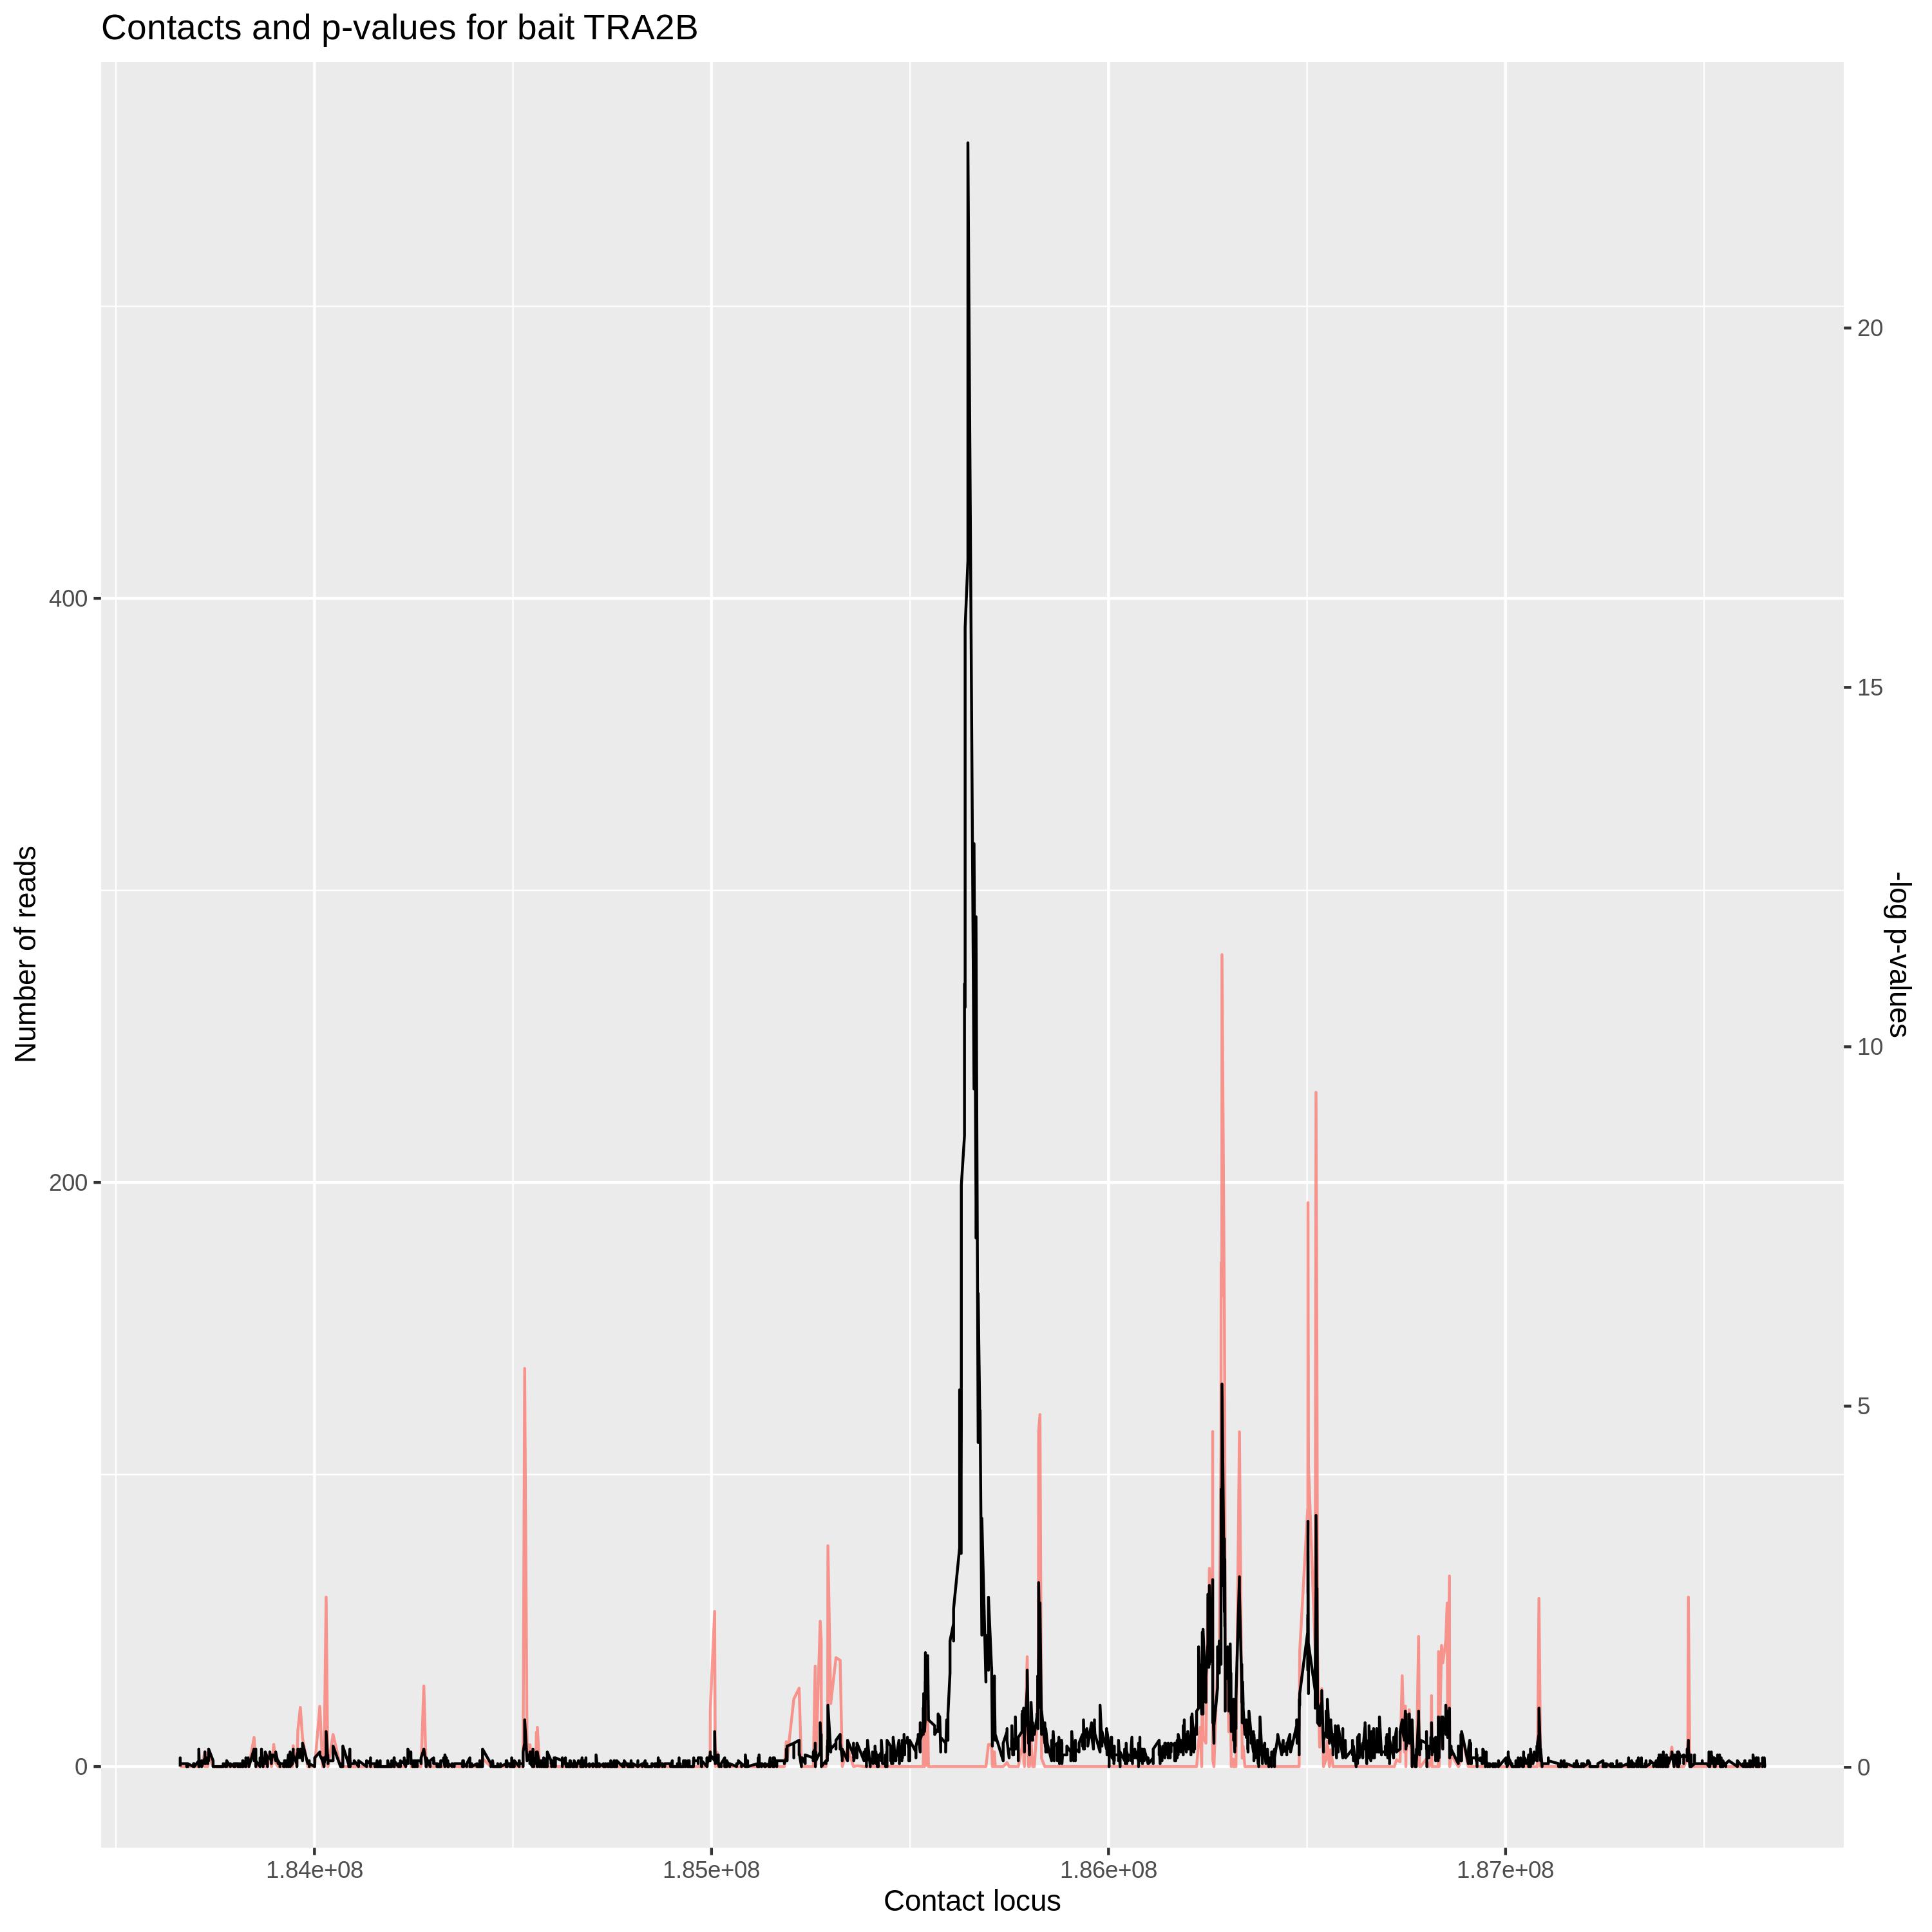 Contacts and p-values for bait TRA2B
Number of reads
400
200
0
20
15
10
5
0
-log p-values
1.84e+08
1.85e+08
1.86e+08
1.87e+08
Contact locus